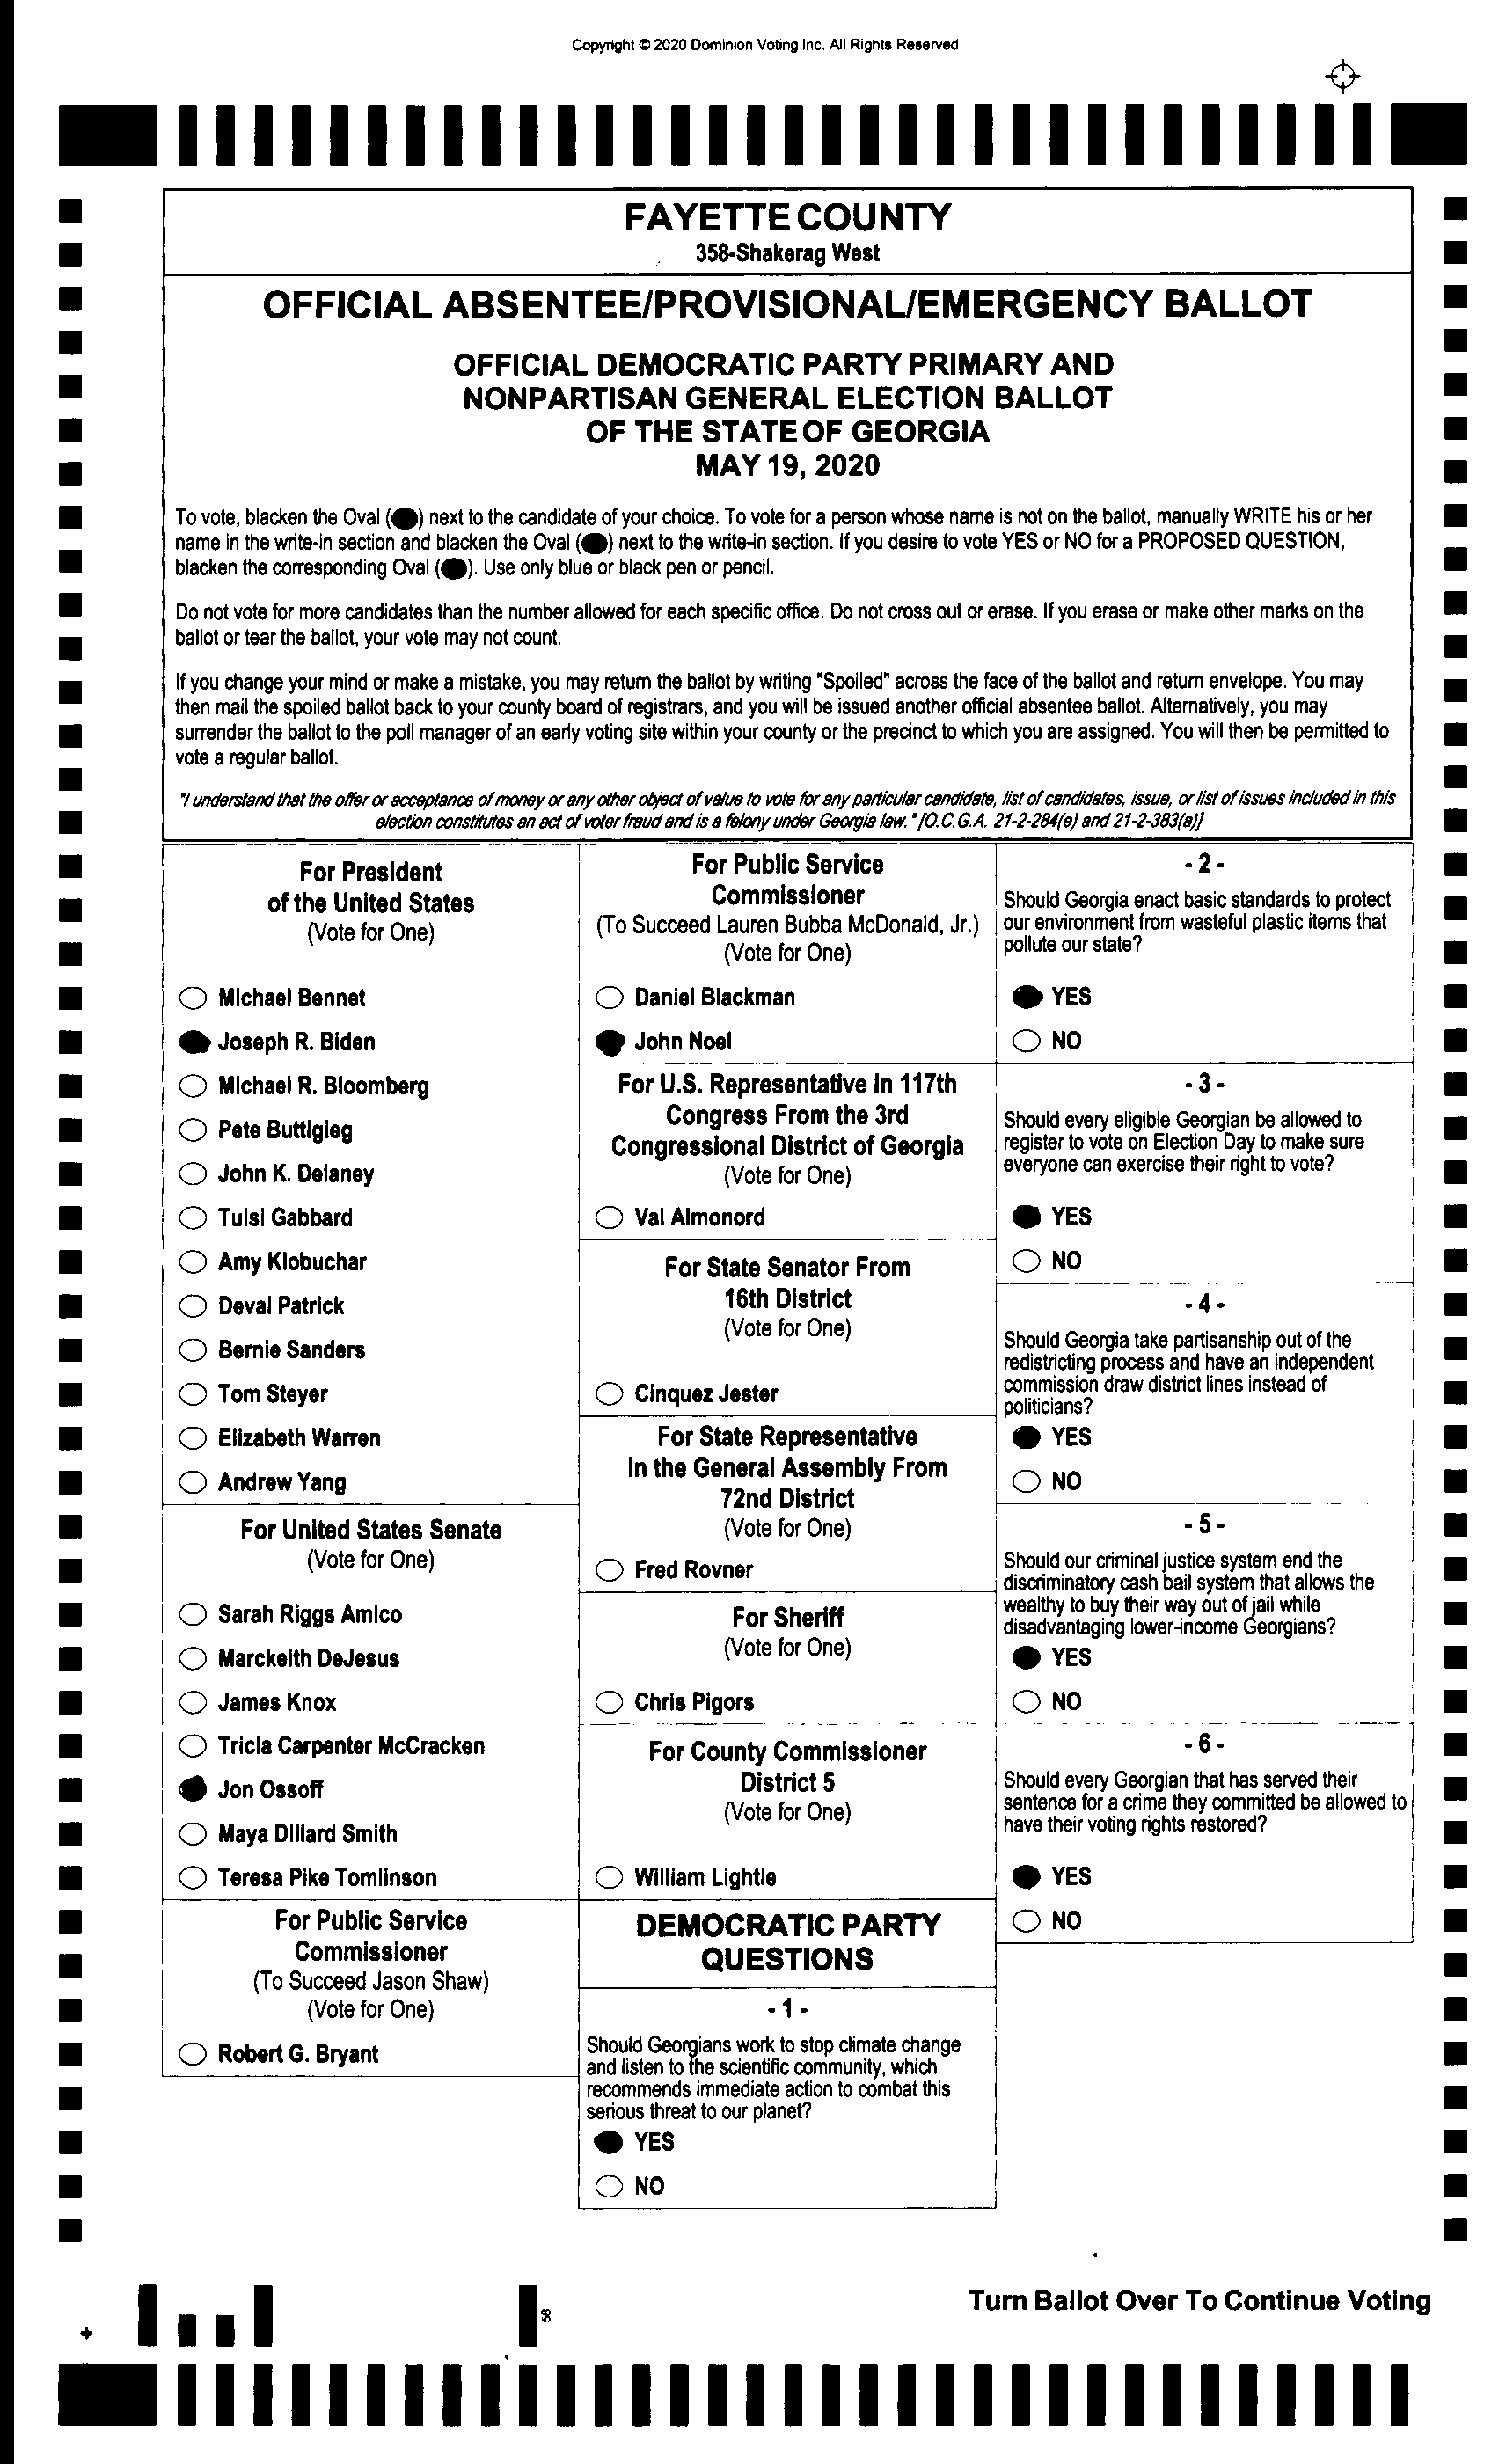 Copyright © 2020 Dominion Voting Inc. All Rights Reserved
FAYETTE COUNTY
358-Shakerag West
OFFICIAL ABSENTEE/PROVISIONAL/EMERGENCY BALLOT
OFFICIAL DEMOCRATIC PARTY PRIMARY AND
NONPARTISAN GENERAL ELECTION BALLOT
OF THE STATE OF GEORGIA
MAY 19, 2020
To vote, blacken the Oval ( ) next to the candidate of your choice. To vote for a person whose name is not on the ballot, manually WRITE his or her
name in the write-in section and blacken the Oval ( ) next to the write-in section. If you desire to vote YES or NO for a PROPOSED QUESTION,
blacken the corresponding Oval ( ). Use only blue or black pen or pencil.
Do not vote for more candidates than the number allowed for each specific office. Do not cross out or erase. If you erase or make other marks on the
ballot or tear the ballot, your vote may not count.
If you change your mind or make a mistake, you may return the ballot by writing "Spoiled" across the face of the ballot and return envelope. You may
then mail the spoiled ballot back to your county board of registrars, and you will be issued another official absentee ballot. Alternatively, you may
surrender the ballot to the poll manager of an early voting site within your county or the precinct to which you are assigned. You will then be permitted to
vote a regular ballot.
"I understand that the offer or acceptance of money or any other object of value to vote for any particular candidate, list of candidates, issue, or list of issues included in this
election constitutes an act of voter fraud and is a felony under Georgia law." [O.C.G.A. 21-2-284(e) and 21-2-383(a)]
For President
of the United States
(Vote for One)
Michael Bennet
Joseph R. Biden
Michael R. Bloomberg
Pete Buttigieg
John K. Delaney
Tulsi Gabbard
Amy Klobuchar
Deval Patrick
Bernie Sanders
Tom Steyer
Elizabeth Warren
Andrew Yang
For United States Senate
(Vote for One)
Sarah Riggs Amico
Marckeith DeJesus
James Knox
Tricia Carpenter McCracken
Jon Ossoff
Maya Dillard Smith
Teresa Pike Tomlinson
For Public Service
Commissioner
(To Succeed Jason Shaw)
(Vote for One)
Robert G. Bryant
For Public Service
Commissioner
(To Succeed Lauren Bubba McDonald, Jr.)
(Vote for One)
Daniel Blackman
John Noel
For U.S. Representative in 117th
Congress From the 3rd
Congressional District of Georgia
(Vote for One)
Val Almonord
For State Senator From
16th District
(Vote for One)
Cinquez Jester
For State Representative
In the General Assembly From
72nd District
(Vote for One)
Fred Rovner
For Sheriff
(Vote for One)
Chris Pigors
For County Commissioner
District 5
(Vote for One)
William Lightle
DEMOCRATIC PARTY
QUESTIONS
- 1 -
Should Georgians work to stop climate change
and listen to the scientific community, which
recommends immediate action to combat this
serious threat to our planet?
YES
NO
- 2 -
Should Georgia enact basic standards to protect
our environment from wasteful plastic items that
pollute our state?
YES
NO
- 3 -
Should every eligible Georgian be allowed to
register to vote on Election Day to make sure
everyone can exercise their right to vote?
YES
NO
- 4 -
Should Georgia take partisanship out of the
redistricting process and have an independent
commission draw district lines instead of
politicians?
YES
NO
- 5 -
Should our criminal justice system end the
discriminatory cash bail system that allows the
wealthy to buy their way out of jail while
disadvantaging lower-income Georgians?
YES
NO
- 6 -
Should every Georgian that has served their
sentence for a crime they committed be allowed to
have their voting rights restored?
YES
NO
Turn Ballot Over To Continue Voting